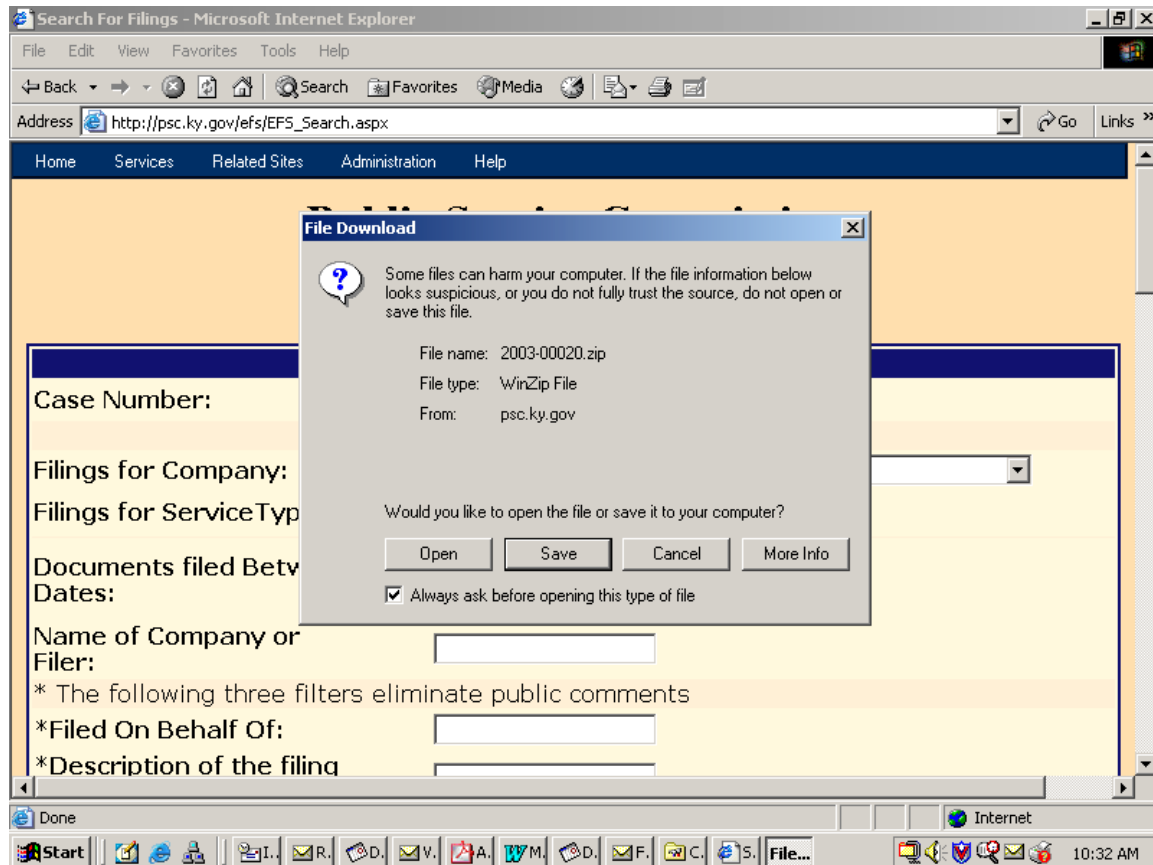 Search For Filings - Microsoft Internet Explorer
File Edit View Favorites Tools Help
Back Search Favorites Media
Address http://psc.ky.gov/efs/EFS_Search.aspx Go Links »
Home Services Related Sites Administration Help
File Download
Some files can harm your computer. If the file information below
looks suspicious, or you do not fully trust the source, do not open or
save this file.
File name: 2003-00020.zip
File type: WinZip File
From: psc.ky.gov
Would you like to open the file or save it to your computer?
Open Save Cancel More Info
Always ask before opening this type of file
Case Number:
Filings for Company:
Filings for ServiceTyp
Documents filed Betw
Dates:
Name of Company or
Filer:
* The following three filters eliminate public comments
*Filed On Behalf Of:
*Description of the filing
Done Internet
Start I.. R. D. V. A. M. D. F. C. S. File... 10:32 AM